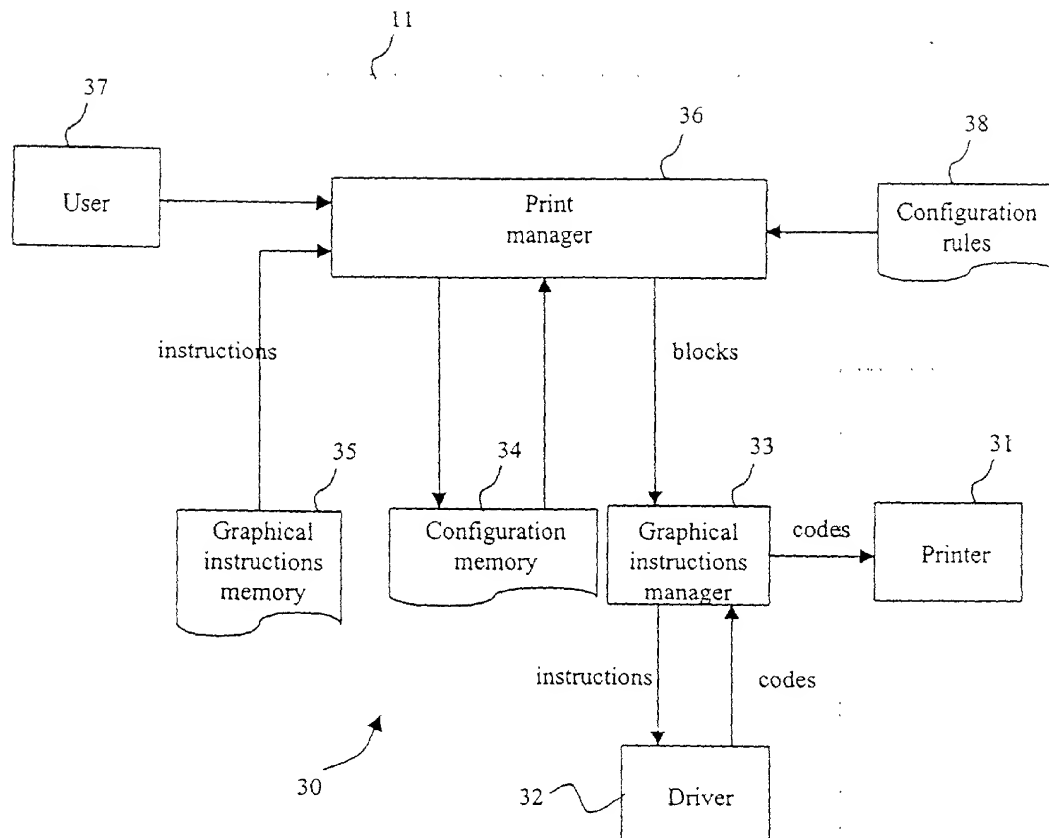 11
37
36
38
User
Print
manager
Configuration
rules
instructions
blocks
35
34
33
31
Graphical
instructions
memory
Configuration
memory
Graphical
instructions
manager
codes
Printer
instructions
codes
30
32
Driver